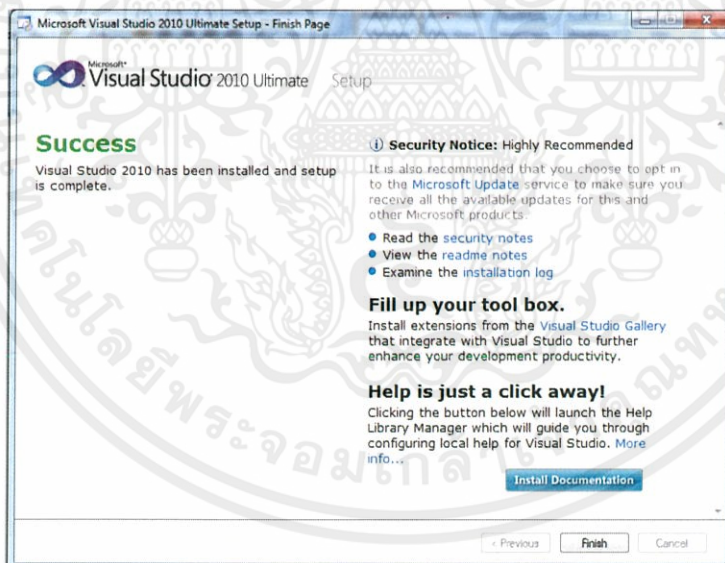 Microsoft Visual Studio 2010 Ultimate Setup - Finish Page
Microsoft®
Visual Studio® 2010 Ultimate Setup
Success
Visual Studio 2010 has been installed and setup
is complete.
Security Notice: Highly Recommended
It is also recommended that you choose to opt in
to the Microsoft Update service to make sure you
receive all the available updates for this and
other Microsoft products.
Read the security notes
View the readme notes
Examine the installation log
Fill up your tool box.
Install extensions from the Visual Studio Gallery
that integrate with Visual Studio to further
enhance your development productivity.
Help is just a click away!
Clicking the button below will launch the Help
Library Manager which will guide you through
configuring local help for Visual Studio. More
info...
Install Documentation
< Previous
Finish
Cancel